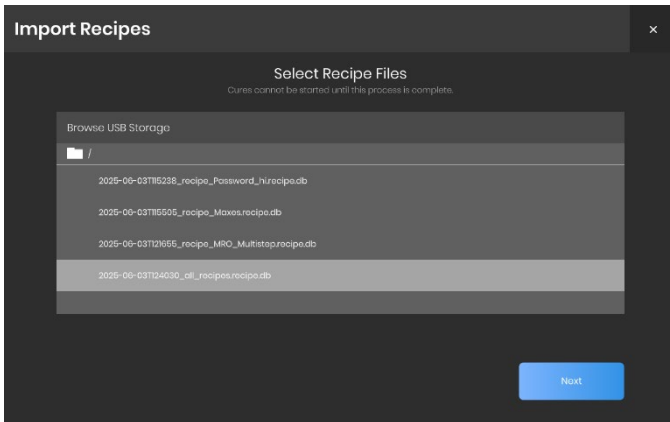 Import Recipes
×
Select Recipe Files
Cures cannot be started until this process is complete.
Browse USB Storage
/
2025-06-03T115238_recipe_Password_hi.recipe.db
2025-06-03T115505_recipe_Maxes.recipe.db
2025-06-03T121655_recipe_MRO_Multistep.recipe.db
2025-06-03T124030_all_recipes.recipe.db
Next